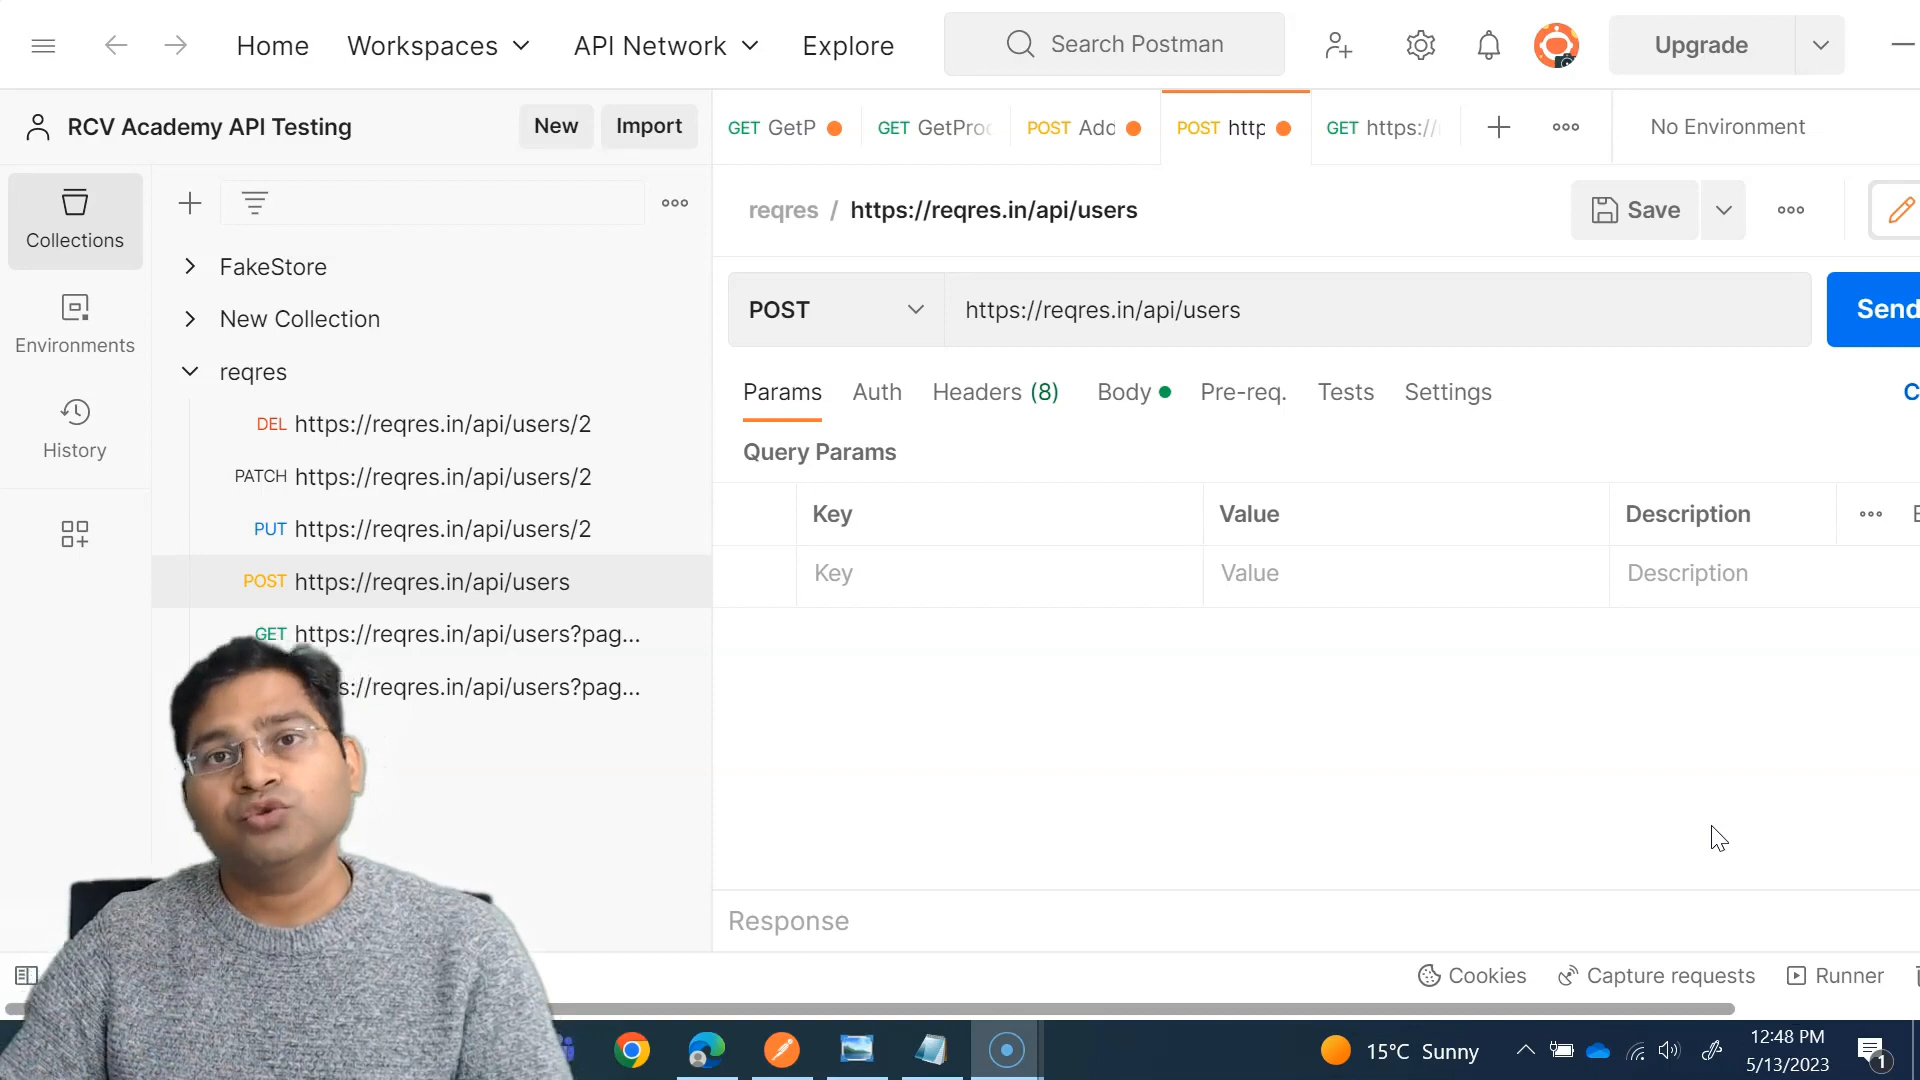 Home Workspaces API Network Explore Search Postman Upgrade
RCV Academy API Testing New Import
GET GetP GET GetProc POST Adc POST http GET https:// No Environment
Collections
Environments
History
FakeStore
New Collection
reqres
DEL https://reqres.in/api/users/2
PATCH https://reqres.in/api/users/2
PUT https://reqres.in/api/users/2
POST https://reqres.in/api/users
GET https://reqres.in/api/users?pag...
s://reqres.in/api/users?pag...
reqres / https://reqres.in/api/users Save
POST https://reqres.in/api/users Send
Params Auth Headers (8) Body Pre-req. Tests Settings C
Query Params
Key Value Description
Key Value Description
Response
Cookies Capture requests Runner
15°C Sunny
12:48 PM
5/13/2023
1